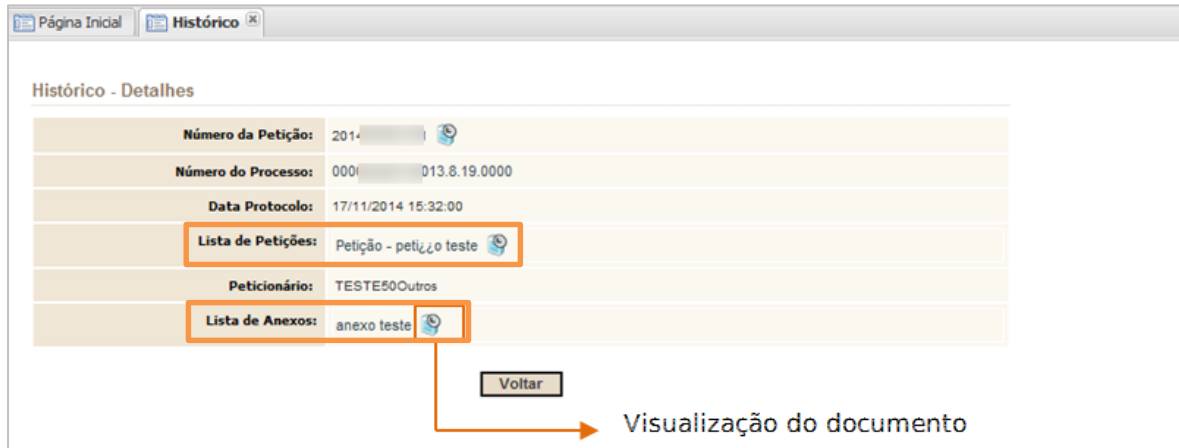 Página Inicial
Histórico
Histórico - Detalhes
Número da Petição: 2014
Número do Processo: 000 013.8.19.0000
Data Protocolo: 17/11/2014 15:32:00
Lista de Petições: Petição - peti¿¿o teste
Peticionário: TESTE50Outros
Lista de Anexos: anexo teste
Voltar
Visualização do documento